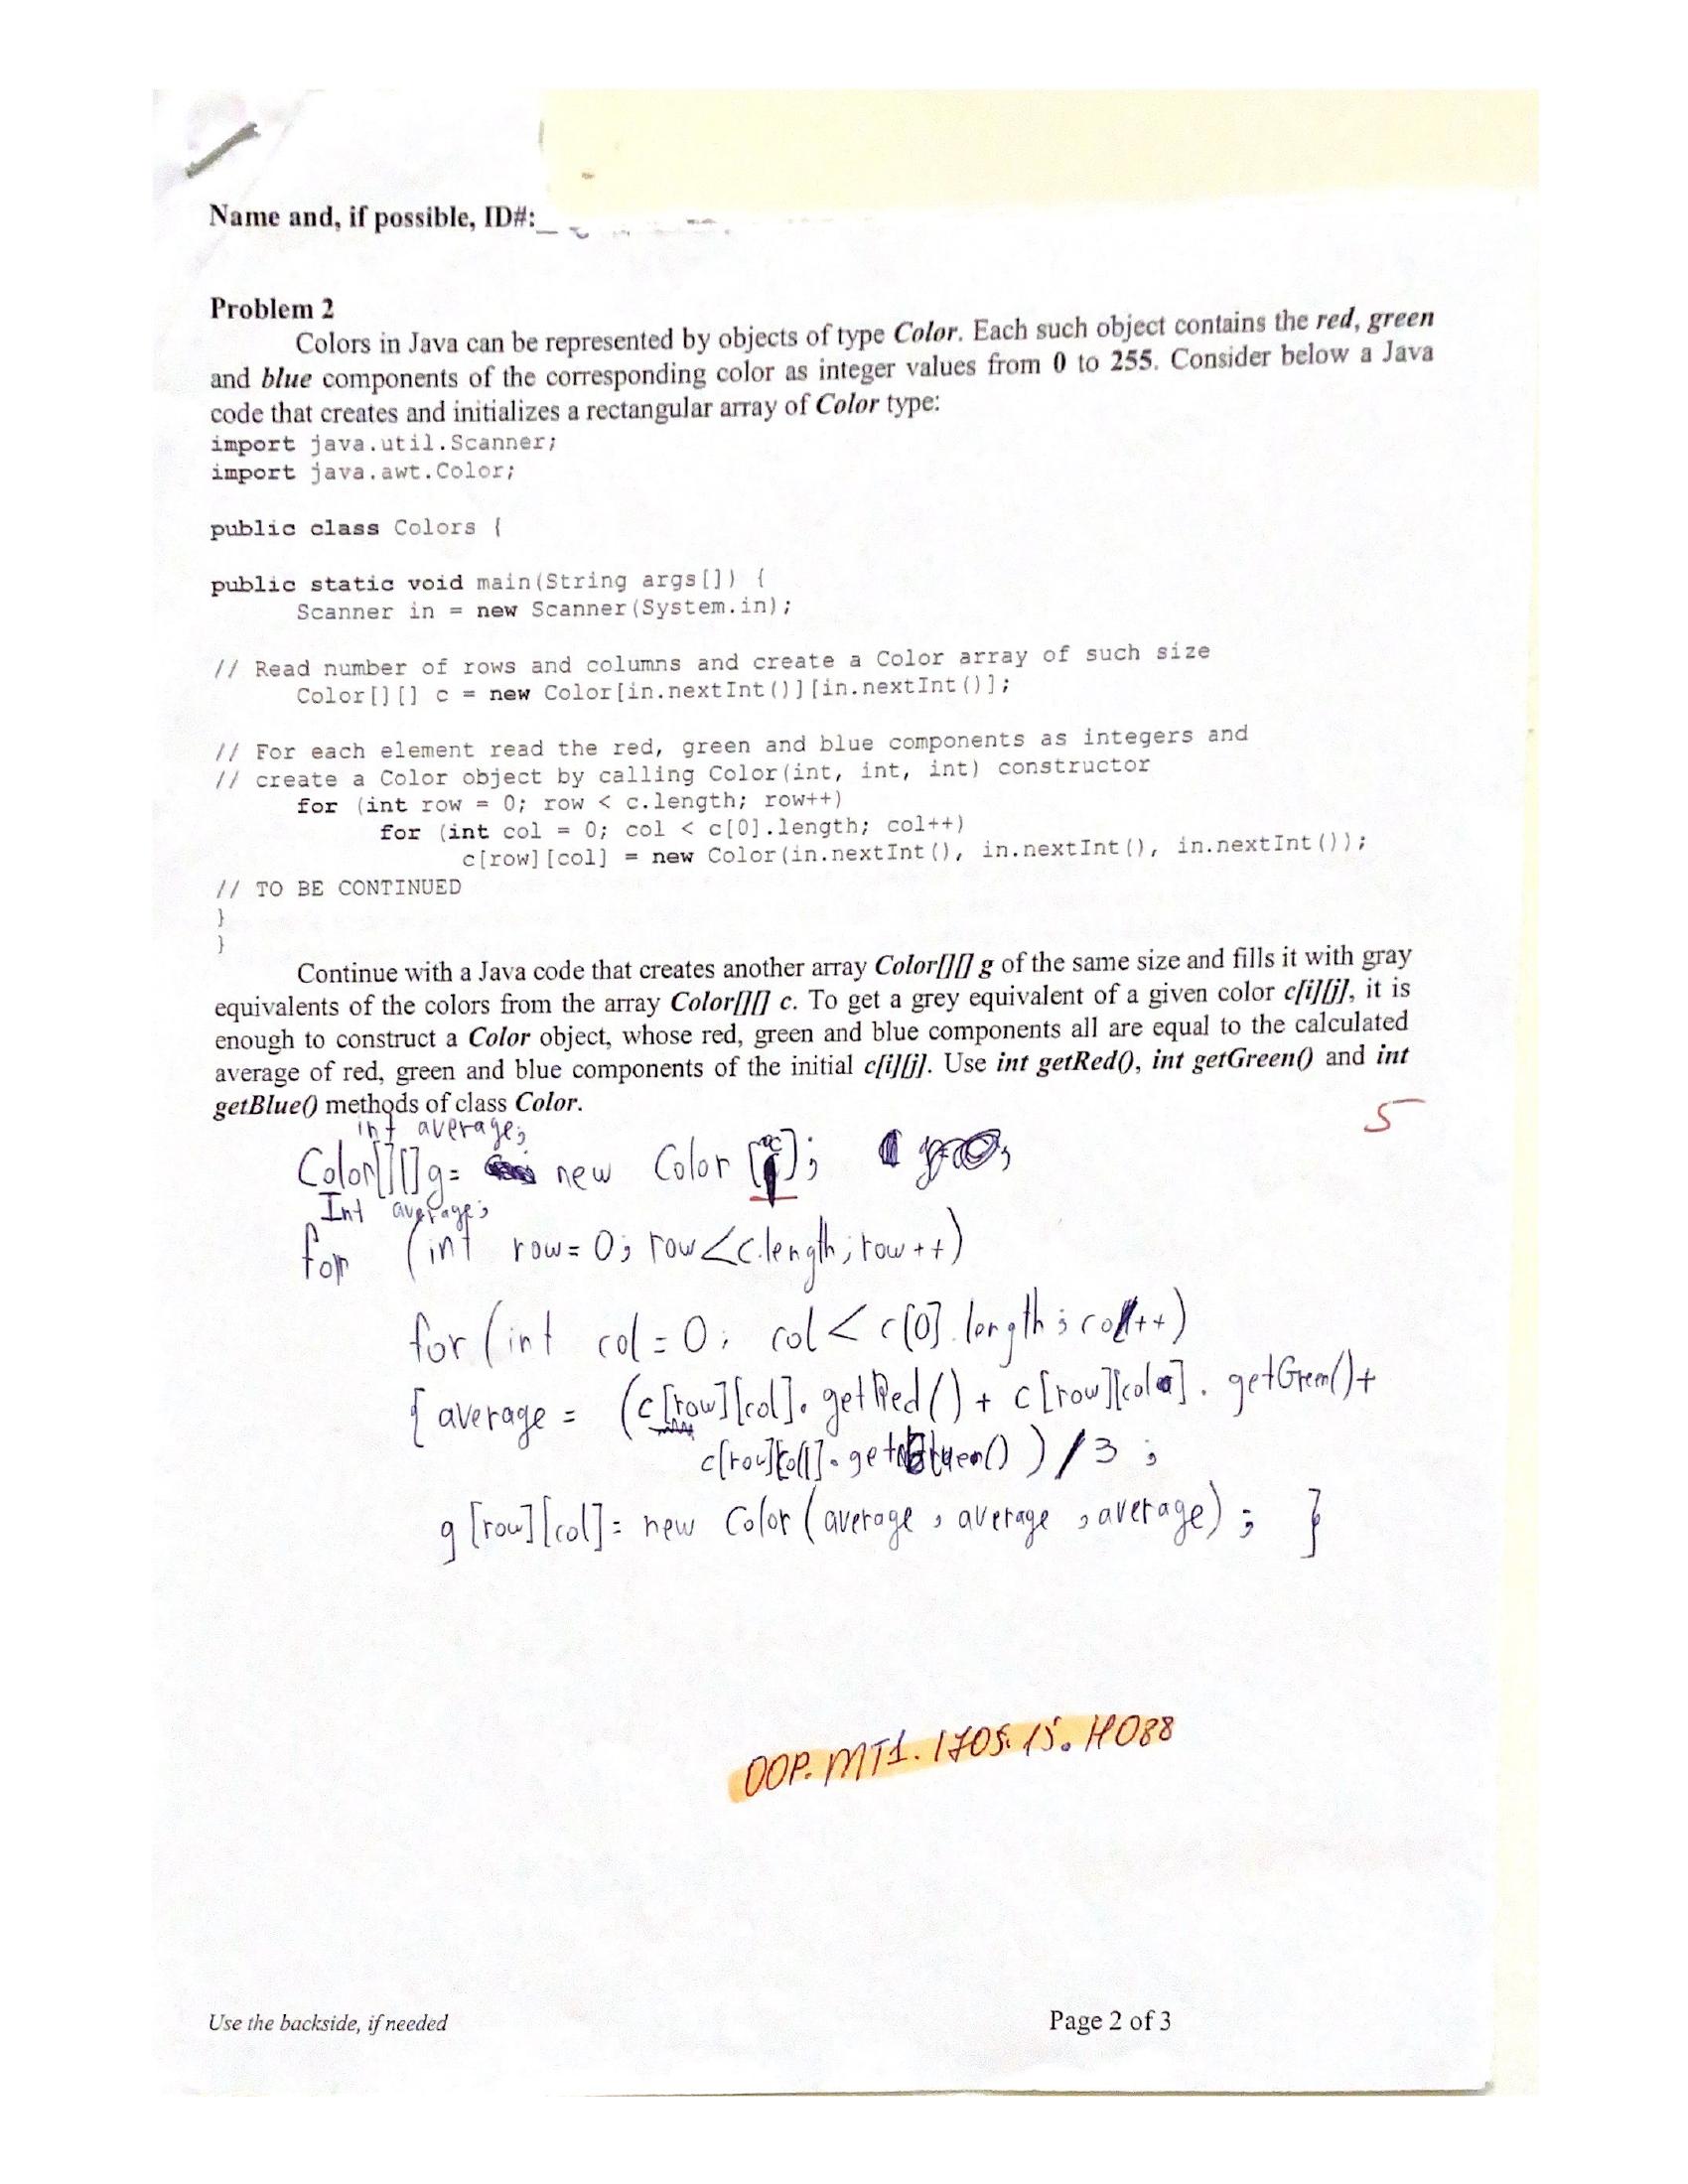 Name and, if possible, ID#:
Problem 2
Colors in Java can be represented by objects of type Color. Each such object contains the red, green
and blue components of the corresponding color as integer values from 0 to 255. Consider below a Java
code that creates and initializes a rectangular array of Color type:
import java.util.Scanner;
import java.awt.Color;
public class Colors {
public static void main(String args[]) {
Scanner in = new Scanner(System.in);
// Read number of rows and columns and create a Color array of such size
Color[][] c = new Color[in.nextInt()][in.nextInt()];
// For each element read the red, green and blue components as integers and
// create a Color object by calling Color(int, int, int) constructor
for (int row = 0; row < c.length; row++)
for (int col = 0; col < c[0].length; col++)
c[row][col] = new Color(in.nextInt(), in.nextInt(), in.nextInt());
// TO BE CONTINUED
}
}
Continue with a Java code that creates another array Color[][] g of the same size and fills it with gray
equivalents of the colors from the array Color[][] c. To get a grey equivalent of a given color c[i][j], it is
enough to construct a Color object, whose red, green and blue components all are equal to the calculated
average of red, green and blue components of the initial c[i][j]. Use int getRed(), int getGreen() and int
getBlue() methods of class Color.
5
int average;
Color[][]g= new Color [ ];
Int average;
for (int row=0; row<c.length; row++)
for (int col=0; col<c[0].length; col++)
{ average = (c[row][col].getRed() + c[row][col].getGreen()+
c[row][col]. ) /3 ;
g[row][col]= new Color (average, average, average); }
OOP. MT1. 1705.15. H088
Use the backside, if needed
Page 2 of 3